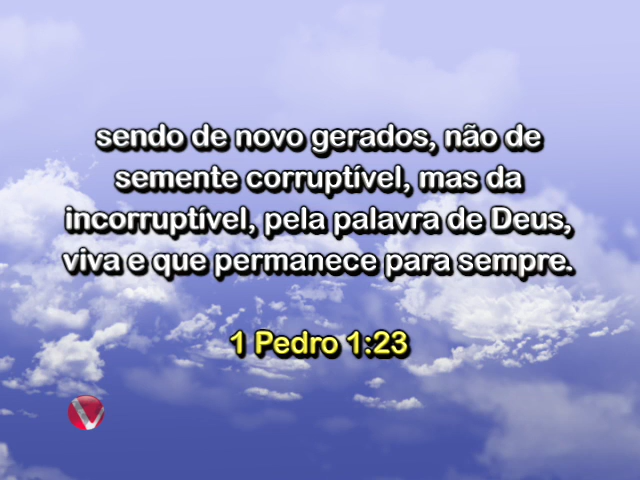 sendo de novo gerados, não de
semente corruptível, mas da
incorruptível, pela palavra de Deus,
viva e que permanece para sempre.
1 Pedro 1:23
V